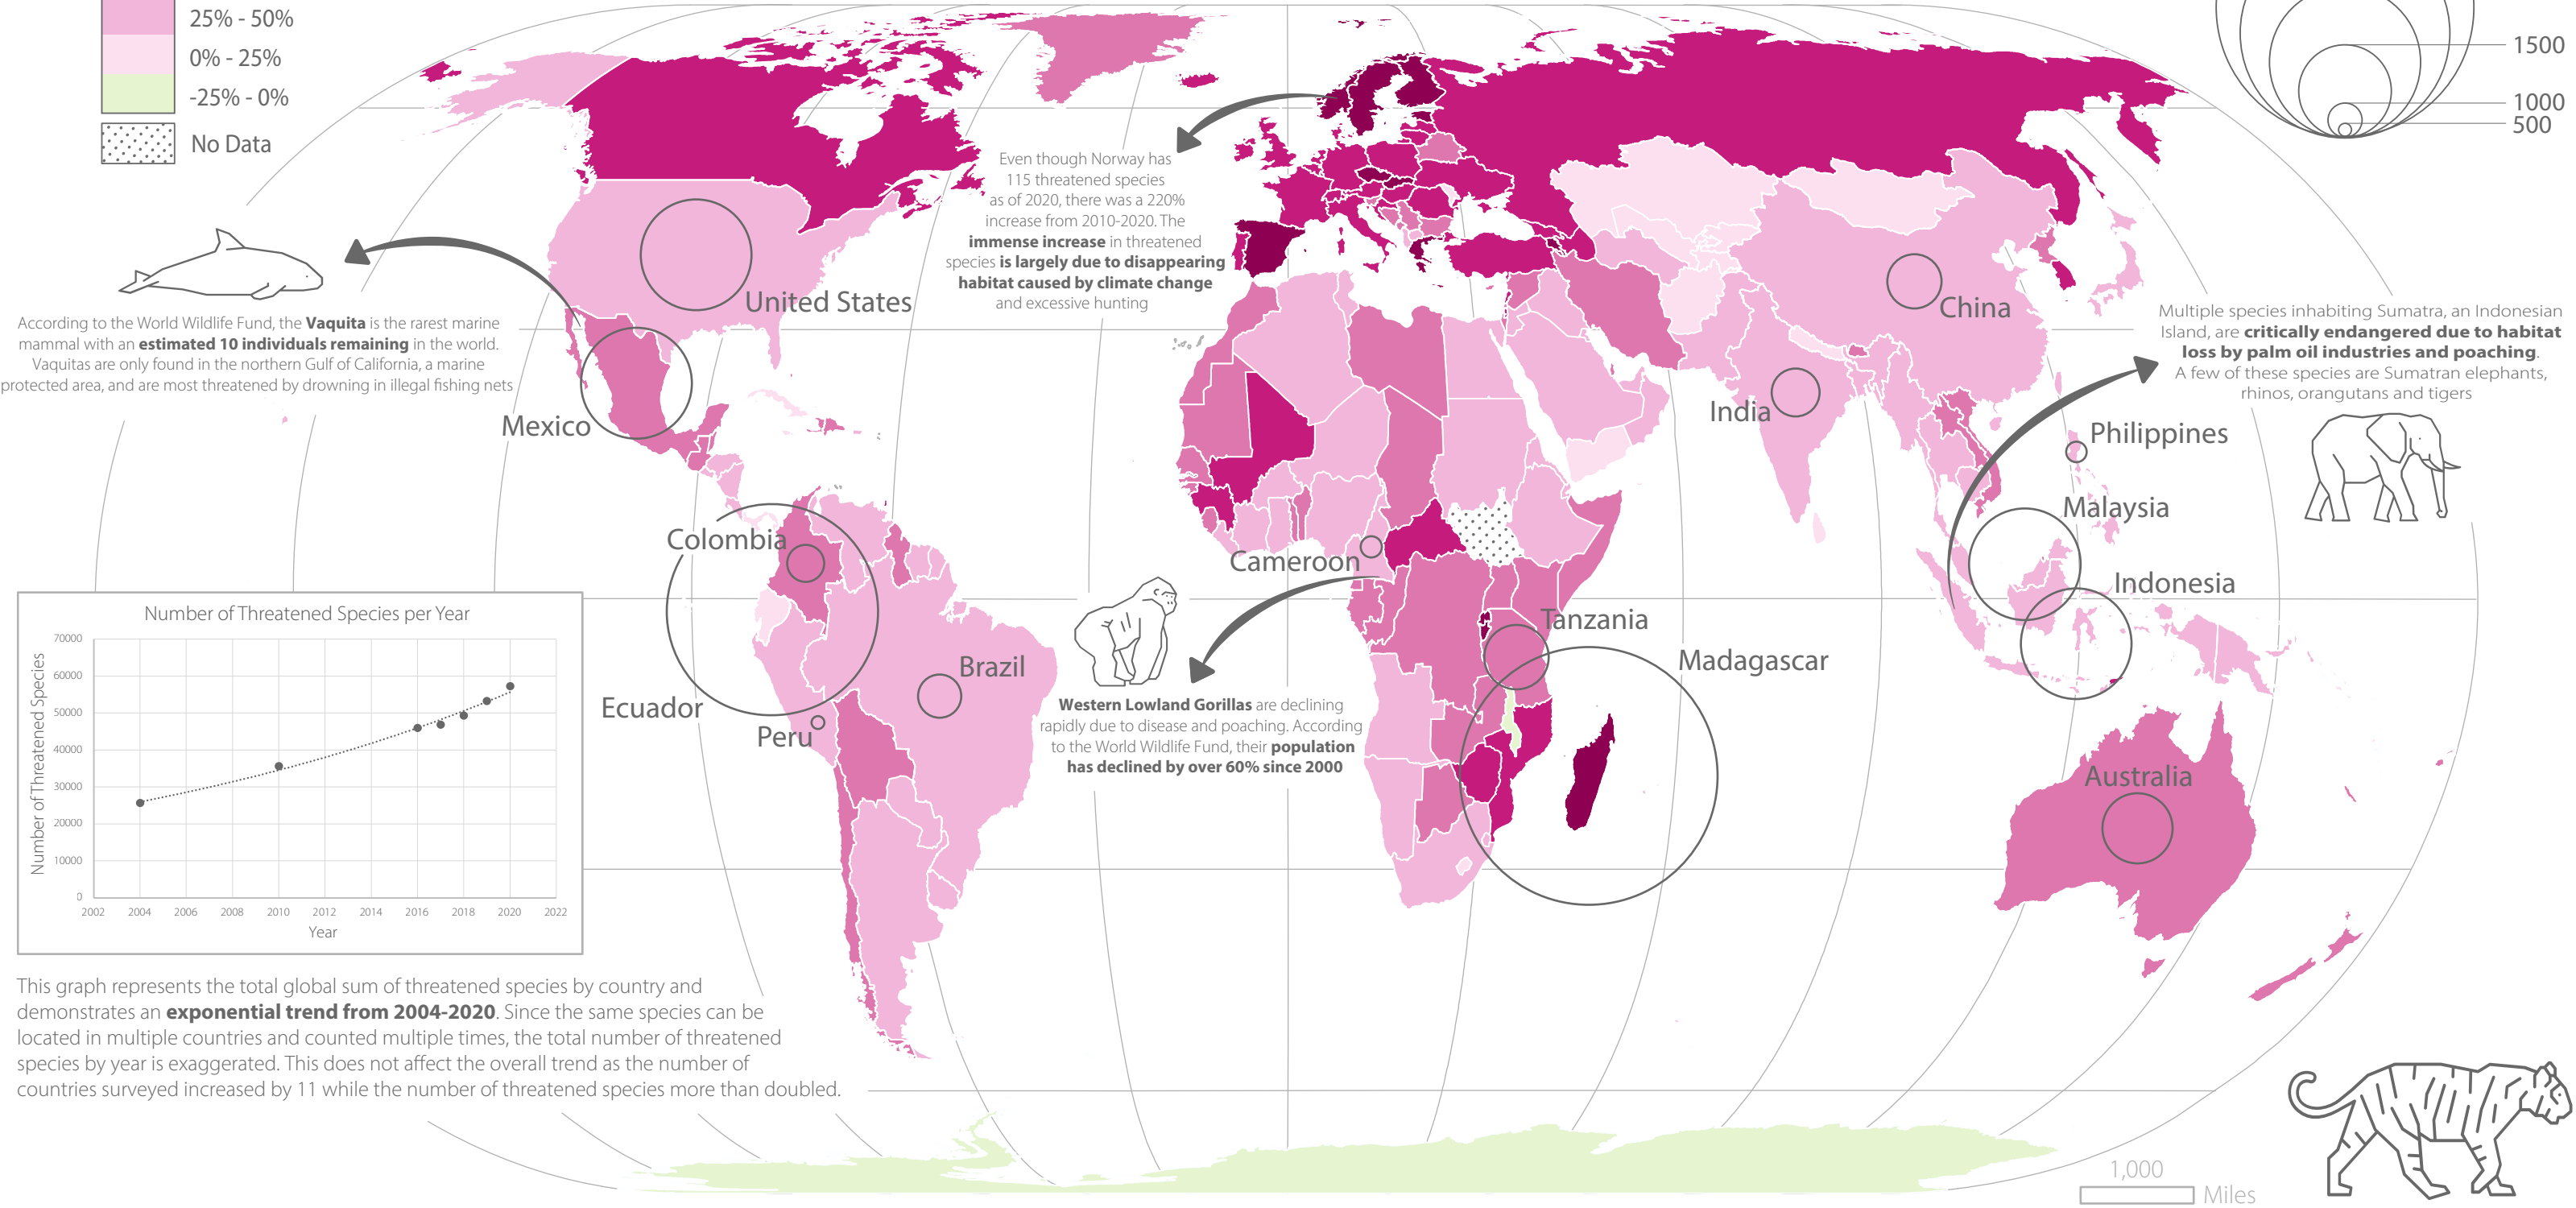 25% - 50%
0% - 25%
-25% - 0%
No Data
1500
1000
500
Even though Norway has
115 threatened species
as of 2020, there was a 220%
increase from 2010-2020. The
immense increase in threatened
species is largely due to disappearing
habitat caused by climate change
and excessive hunting
According to the World Wildlife Fund, the Vaquita is the rarest marine
mammal with an estimated 10 individuals remaining in the world.
Vaquitas are only found in the northern Gulf of California, a marine
protected area, and are most threatened by drowning in illegal fishing nets
Multiple species inhabiting Sumatra, an Indonesian
Island, are critically endangered due to habitat
loss by palm oil industries and poaching.
A few of these species are Sumatran elephants,
rhinos, orangutans and tigers
United States
China
Mexico
India
Philippines
Malaysia
Colombia
Cameroon
Indonesia
Tanzania
Madagascar
Brazil
Ecuador
Peru
Australia
Western Lowland Gorillas are declining
rapidly due to disease and poaching. According
to the World Wildlife Fund, their population
has declined by over 60% since 2000
Number of Threatened Species per Year
Number of Threatened Species
70000
60000
50000
40000
30000
20000
10000
0
2002 2004 2006 2008 2010 2012 2014 2016 2018 2020 2022
Year
This graph represents the total global sum of threatened species by country and
demonstrates an exponential trend from 2004-2020. Since the same species can be
located in multiple countries and counted multiple times, the total number of threatened
species by year is exaggerated. This does not affect the overall trend as the number of
countries surveyed increased by 11 while the number of threatened species more than doubled.
1,000
Miles